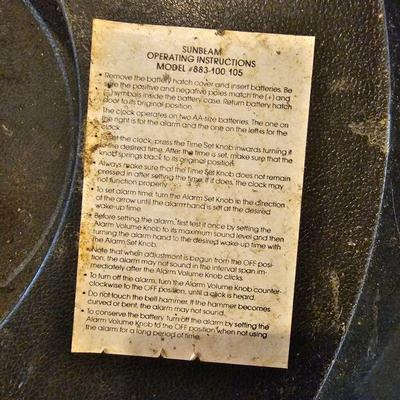 SUNBEAM
OPERATING INSTRUCTIONS
MODEL #883-100, 105
• Remove the battery hatch cover and insert batteries. Be
sure the positive and negative poles match the (+) and
(-) symbols inside the battery case. Return battery hatch
door to its original position.
The clock operates on two AA-size batteries. The one on
the right is for the alarm and the one on the left is for the
clock.
set the clock, press the Time Set Knob inwards turning it
to the desired time. After the time is set, make sure that the
knob springs back to its original position.
• Always make sure that the Time Set Knob does not remain
pressed in after setting the time. If it does, the clock may
not function properly.
• To set alarm time, turn the Alarm Set Knob in the direction
of the arrow until the alarm hand is set at the desired
wake-up time.
• Before setting the alarm, first test it once by setting the
Alarm Volume Knob to its maximum sound level and then
turning the alarm hand to the desired wake-up time with
the Alarm Set Knob.
• Note that when adjustment is begun from the OFF posi-
tion, the alarm may not sound in the interval span im-
mediately after the Alarm Volume Knob clicks.
• To turn off the alarm, turn the Alarm Volume Knob counter-
clockwise to the OFF position, until a click is heard.
• Do not touch the bell hammer. If the hammer becomes
curved or bent, the alarm may not sound.
• To conserve the battery, turn off the alarm by setting the
Alarm Volume Knob to the OFF position when not using
the alarm for a long period of time.